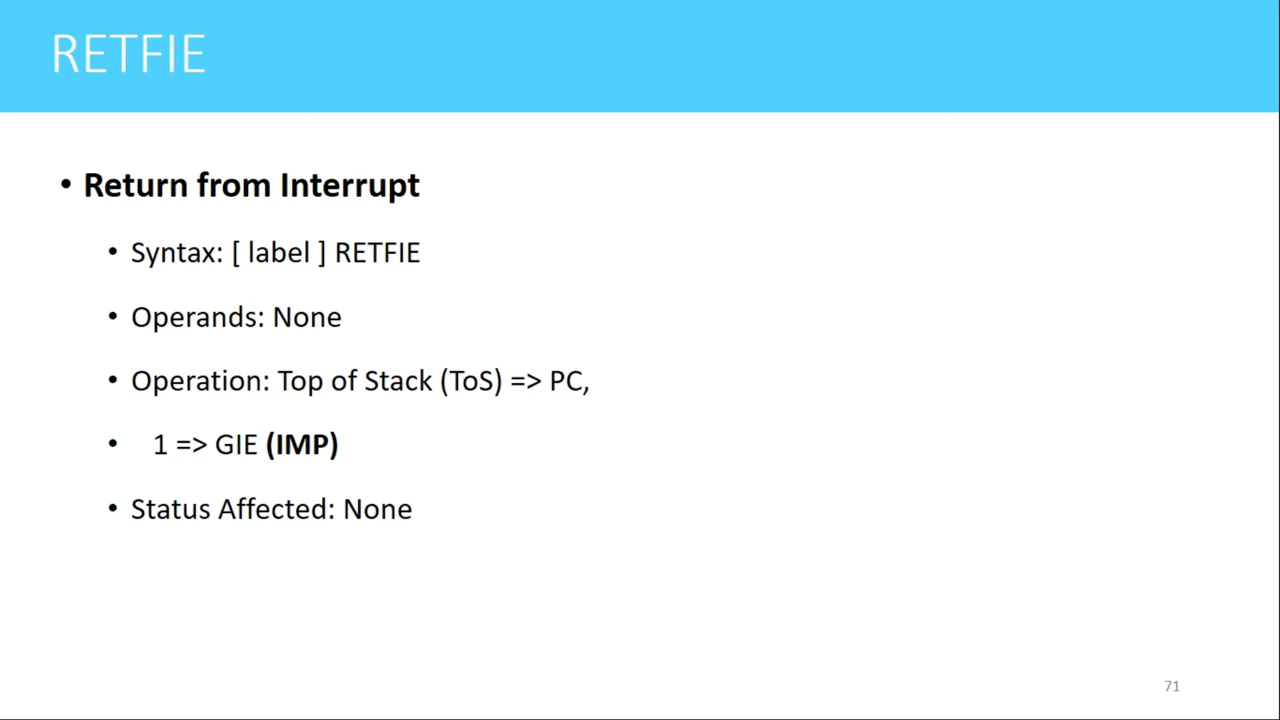 RETFIE
• Return from Interrupt
• Syntax: [ label ] RETFIE
• Operands: None
• Operation: Top of Stack (ToS) => PC,
• 1 => GIE (IMP)
• Status Affected: None
71